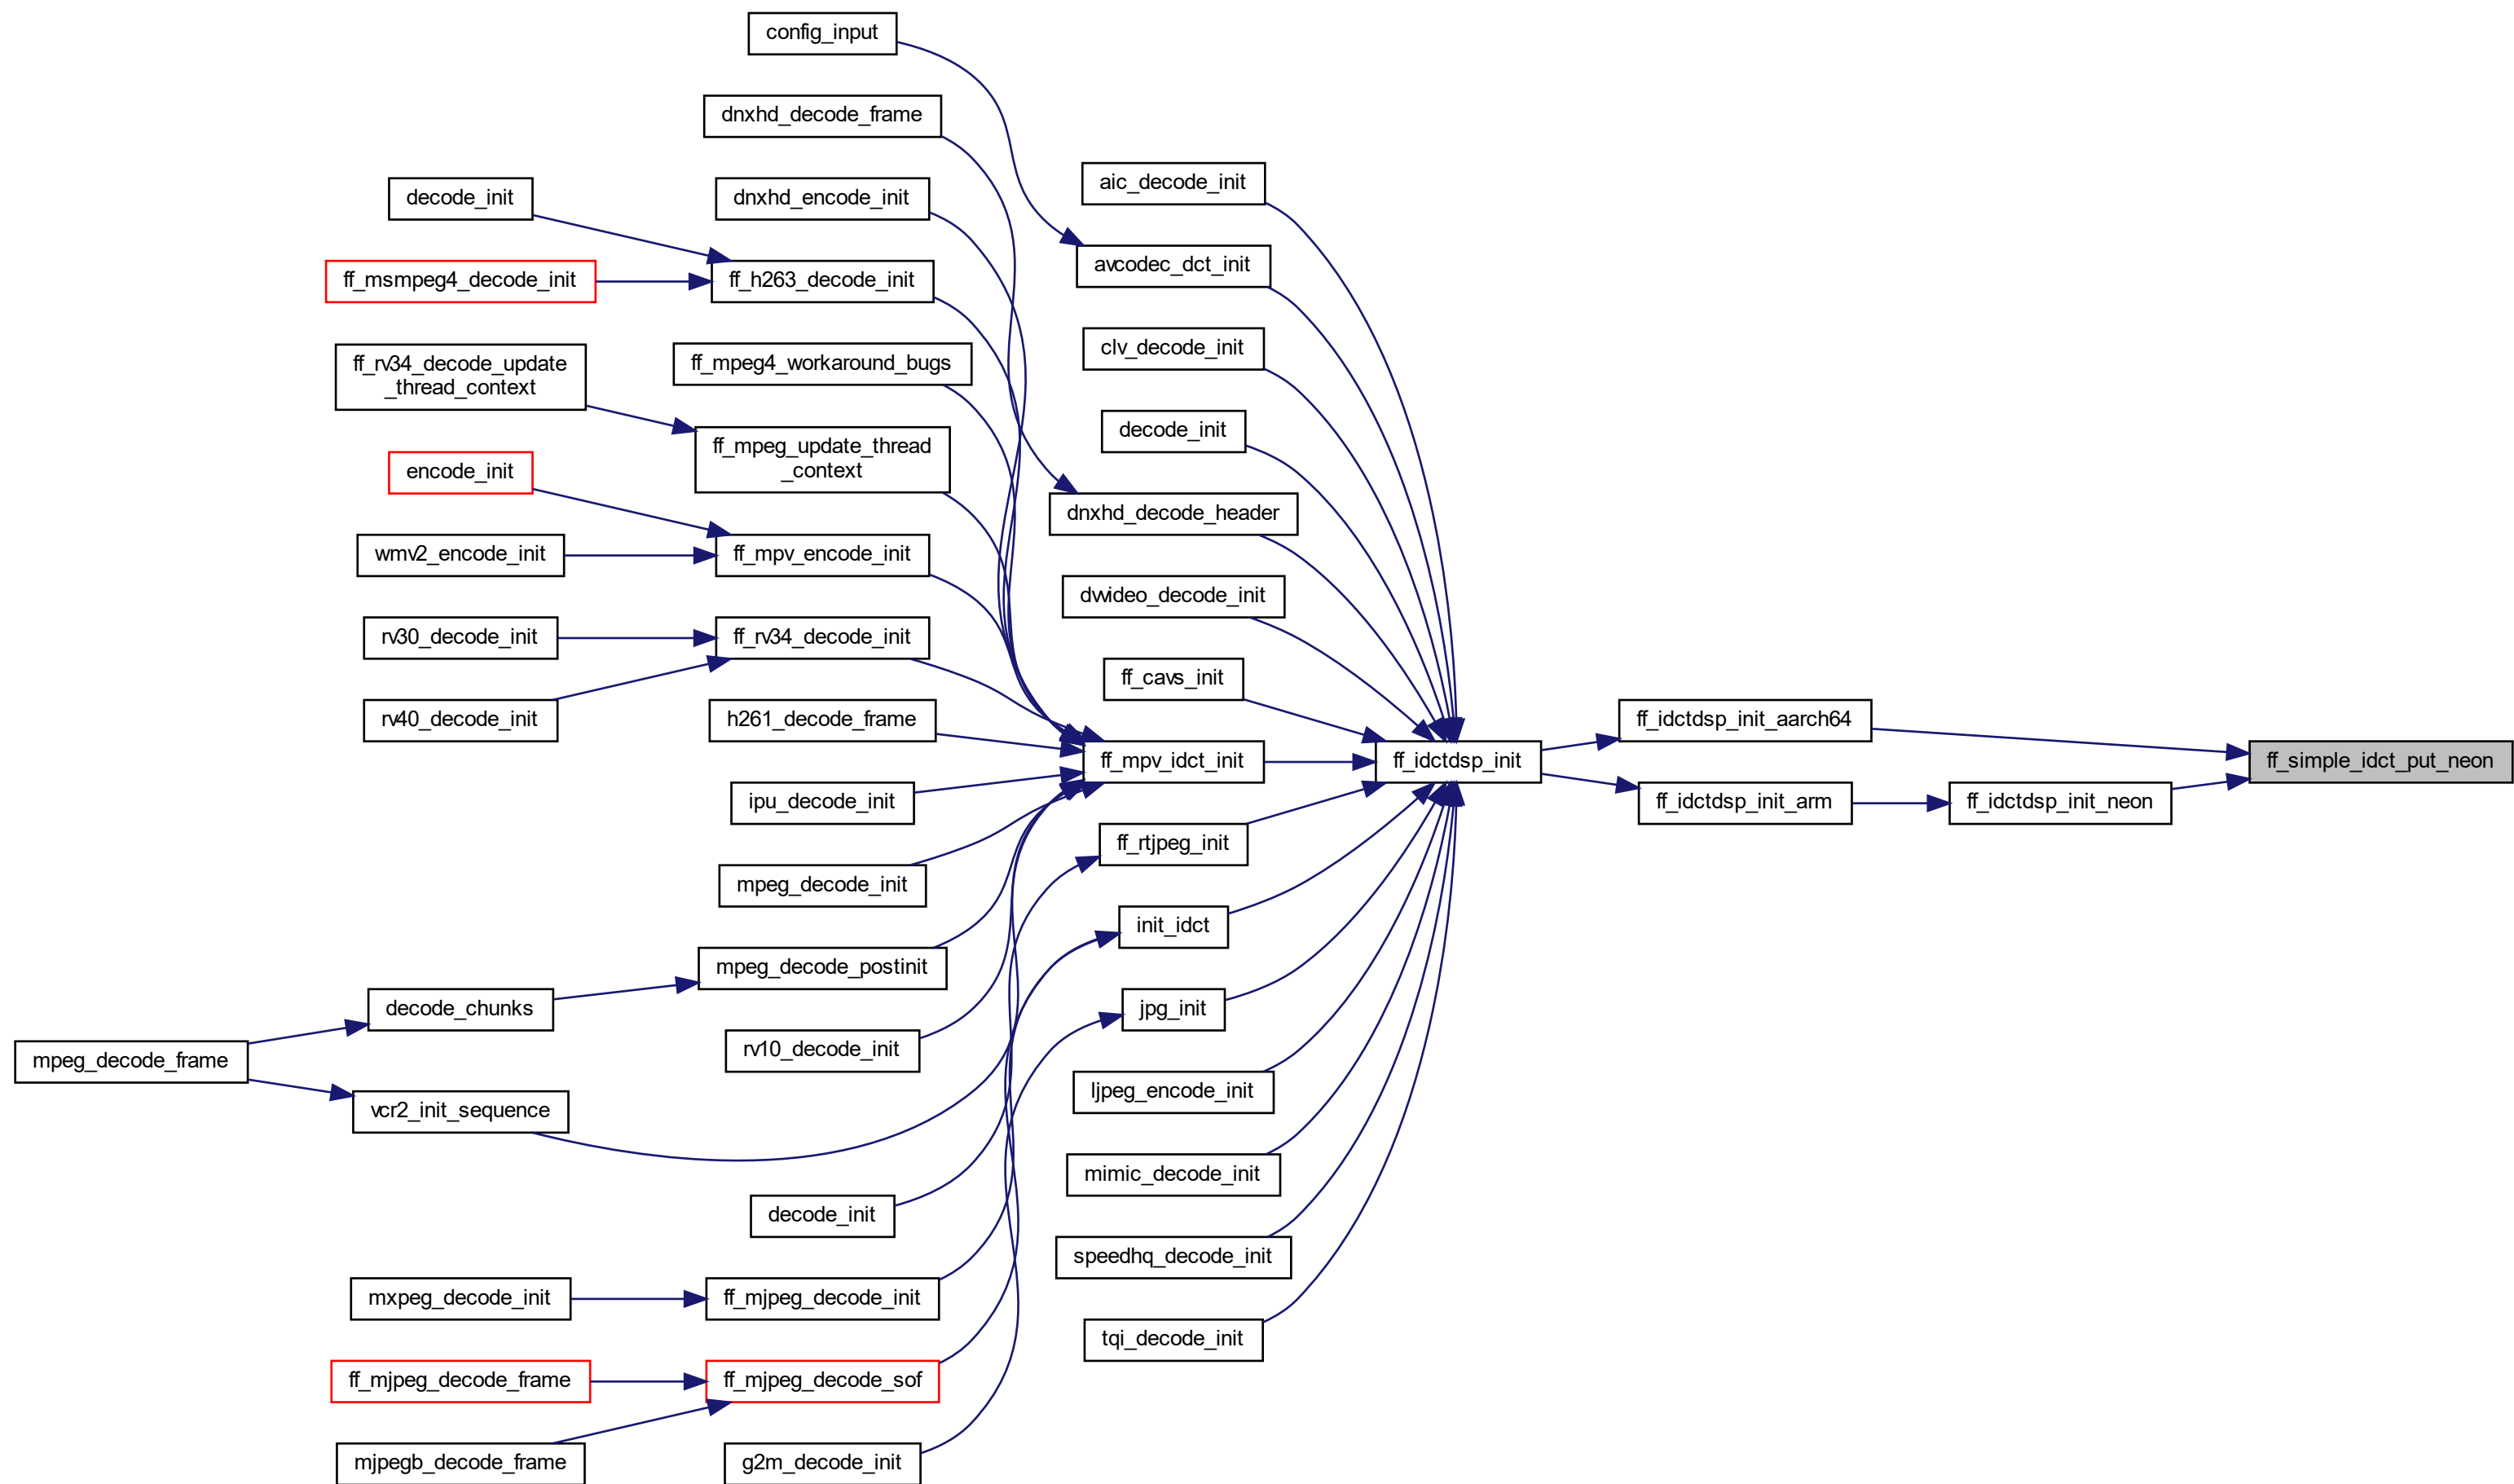 config_input
dnxhd_decode_frame
aic_decode_init
decode_init
dnxhd_encode_init
avcodec_dct_init
ff_msmpeg4_decode_init
ff_h263_decode_init
clv_decode_init
ff_rv34_decode_update
_thread_context
ff_mpeg4_workaround_bugs
decode_init
encode_init
ff_mpeg_update_thread
_context
dnxhd_decode_header
wmv2_encode_init
ff_mpv_encode_init
dvvideo_decode_init
rv30_decode_init
ff_rv34_decode_init
ff_cavs_init
rv40_decode_init
h261_decode_frame
ff_mpv_idct_init
ff_idctdsp_init
ff_idctdsp_init_aarch64
ff_simple_idct_put_neon
ipu_decode_init
ff_idctdsp_init_arm
ff_idctdsp_init_neon
ff_rtjpeg_init
mpeg_decode_init
init_idct
mpeg_decode_postinit
decode_chunks
jpg_init
mpeg_decode_frame
rv10_decode_init
ljpeg_encode_init
vcr2_init_sequence
mimic_decode_init
decode_init
speedhq_decode_init
mxpeg_decode_init
ff_mjpeg_decode_init
tqi_decode_init
ff_mjpeg_decode_frame
ff_mjpeg_decode_sof
mjpegb_decode_frame
g2m_decode_init